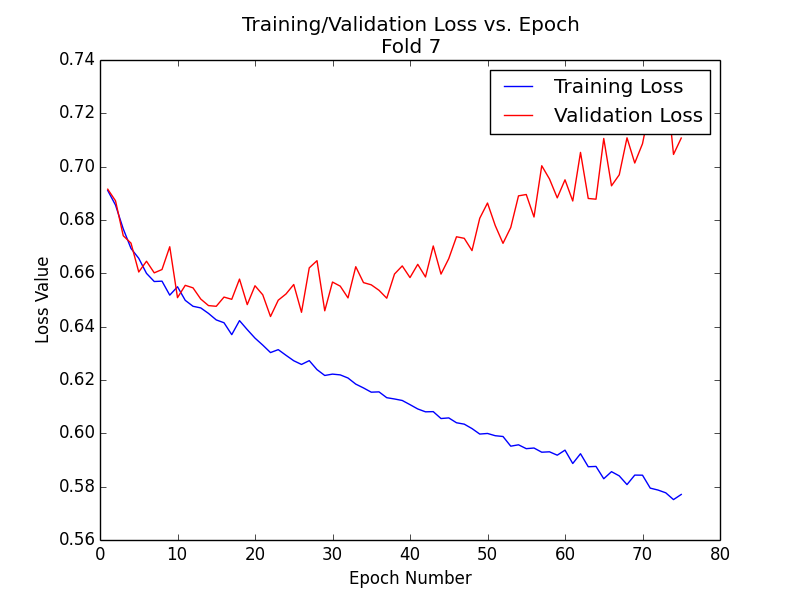 Training/Validation Loss vs. Epoch
Fold 7
Training Loss
Validation Loss
0.74
0.72
0.70
0.68
0.66
0.64
0.62
0.60
0.58
0.56
Loss Value
0 10 20 30 40 50 60 70 80
Epoch Number